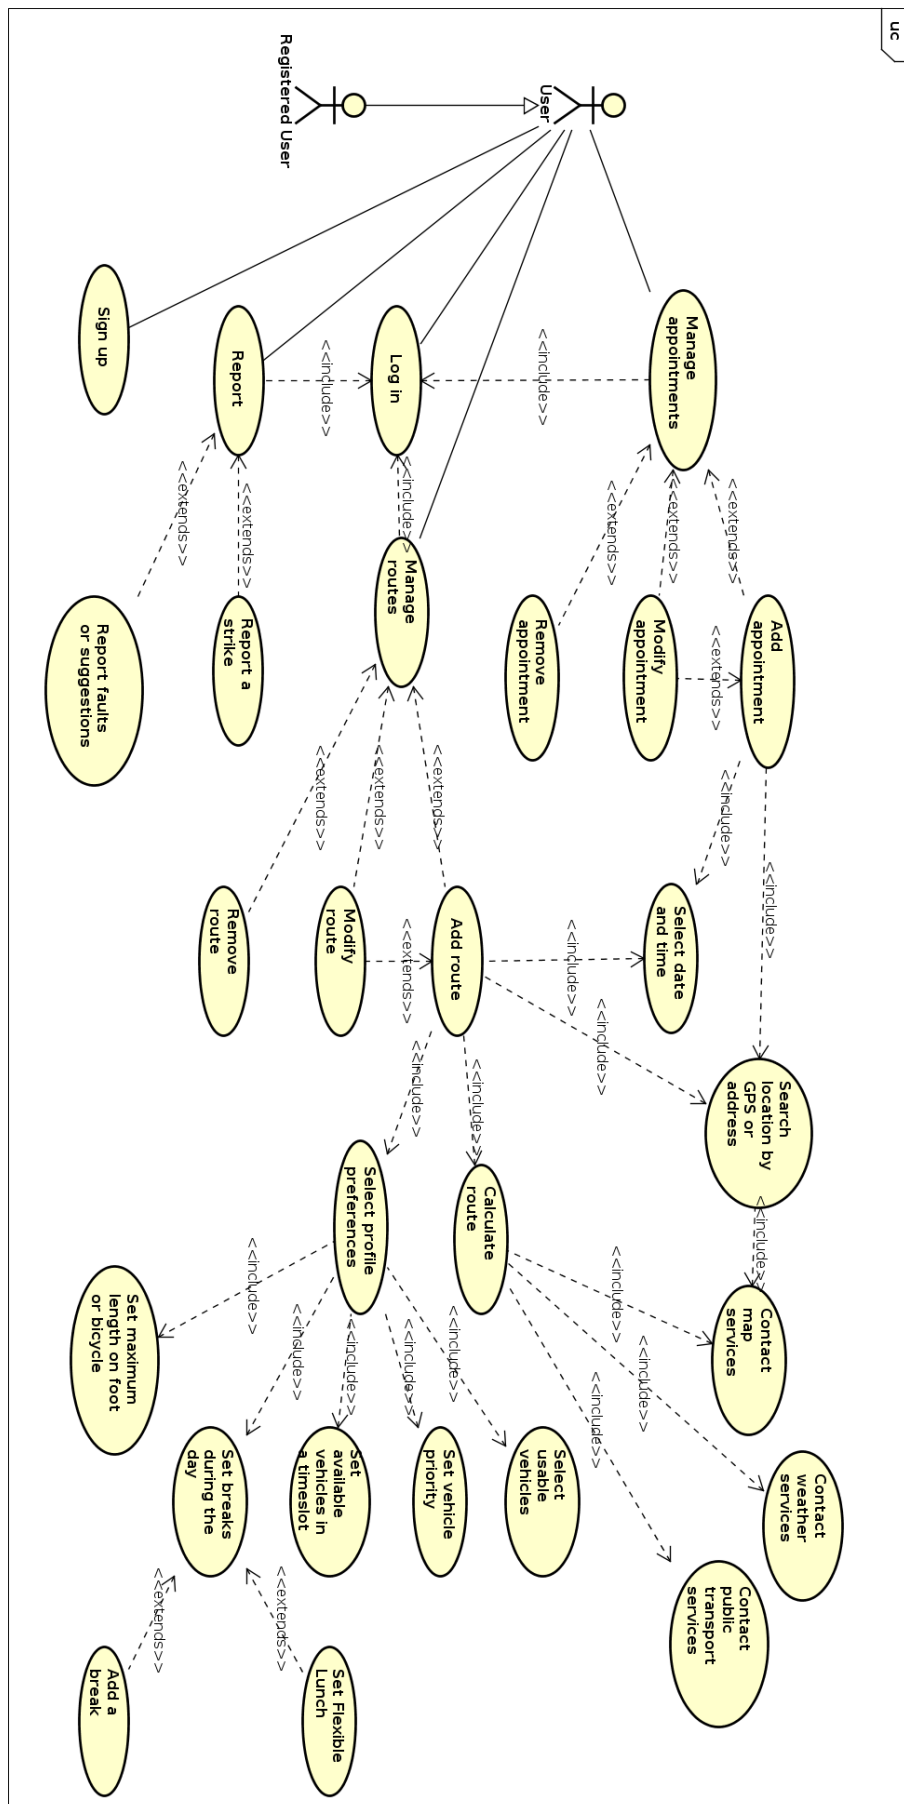 uc
User
Registered User
Manage
appointments
Log in
Report
Sign up
<<include>>
<<include>>
<<include>>
<<extends>>
<<extends>>
<<extends>>
<<extends>>
<<extends>>
<<extends>>
Add
appointment
Modify
appointment
Remove
appointment
Manage
routes
Report a
strike
Report faults
or suggestions
<<include>>
<<include>>
<<extends>>
<<extends>>
<<extends>>
Select date
and time
Add route
Modify
route
Remove
route
<<include>>
<<include>>
<<extends>>
<<include>>
<<include>>
Search
location by
GPS or
address
Calculate
route
Select profile
preferences
<<include>>
<<include>>
<<include>>
<<include>>
<<include>>
<<include>>
<<include>>
<<include>>
<<include>>
Contact
map
services
Contact
weather
services
Contact
public
transport
services
Select
usable
vehicles
Set vehicle
priority
Set
available
vehicles in
a timeslot
Set breaks
during the
day
Set maximum
length on foot
or bicycle
<<extends>>
<<extends>>
Set Flexible
Lunch
Add a
break